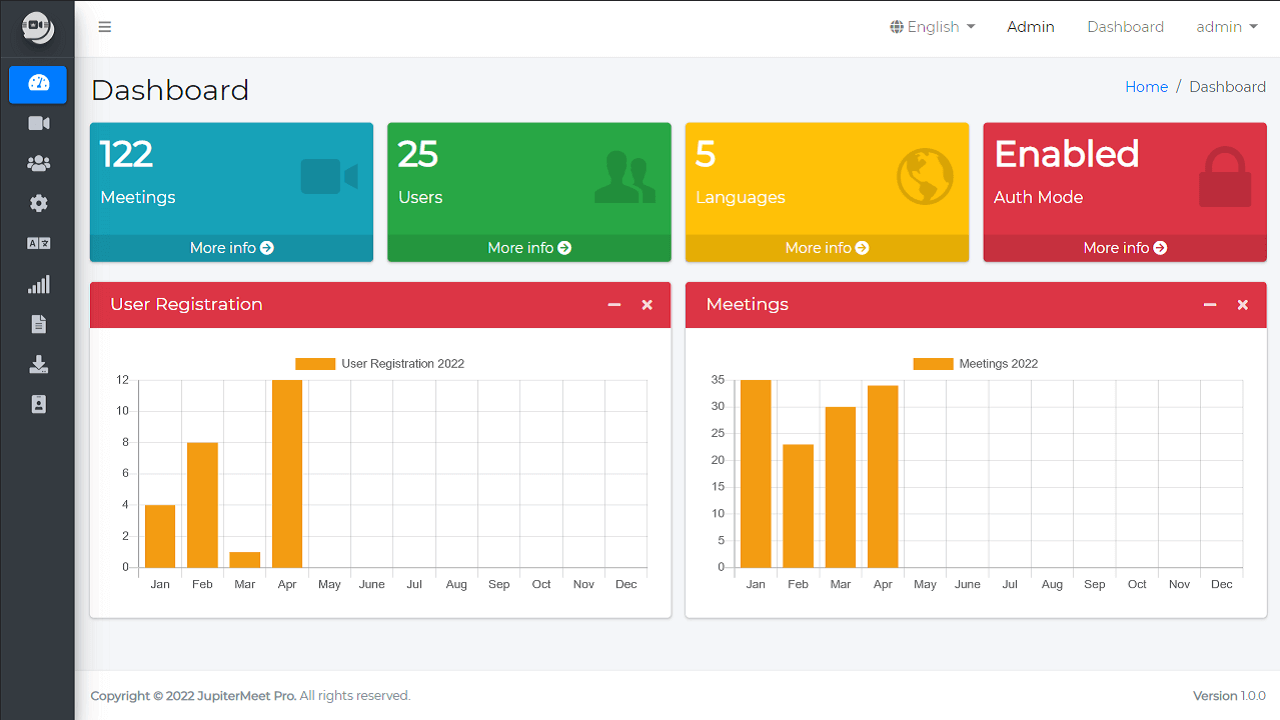 English
Admin
Dashboard
admin
Dashboard
Home / Dashboard
122
Meetings
More info
25
Users
More info
5
Languages
More info
Enabled
Auth Mode
More info
User Registration
User Registration 2022
12
10
8
6
4
2
0
Jan Feb Mar Apr May June Jul Aug Sep Oct Nov Dec
Meetings
Meetings 2022
35
30
25
20
15
10
5
0
Jan Feb Mar Apr May June Jul Aug Sep Oct Nov Dec
Copyright © 2022 JupiterMeet Pro. All rights reserved.
Version 1.0.0